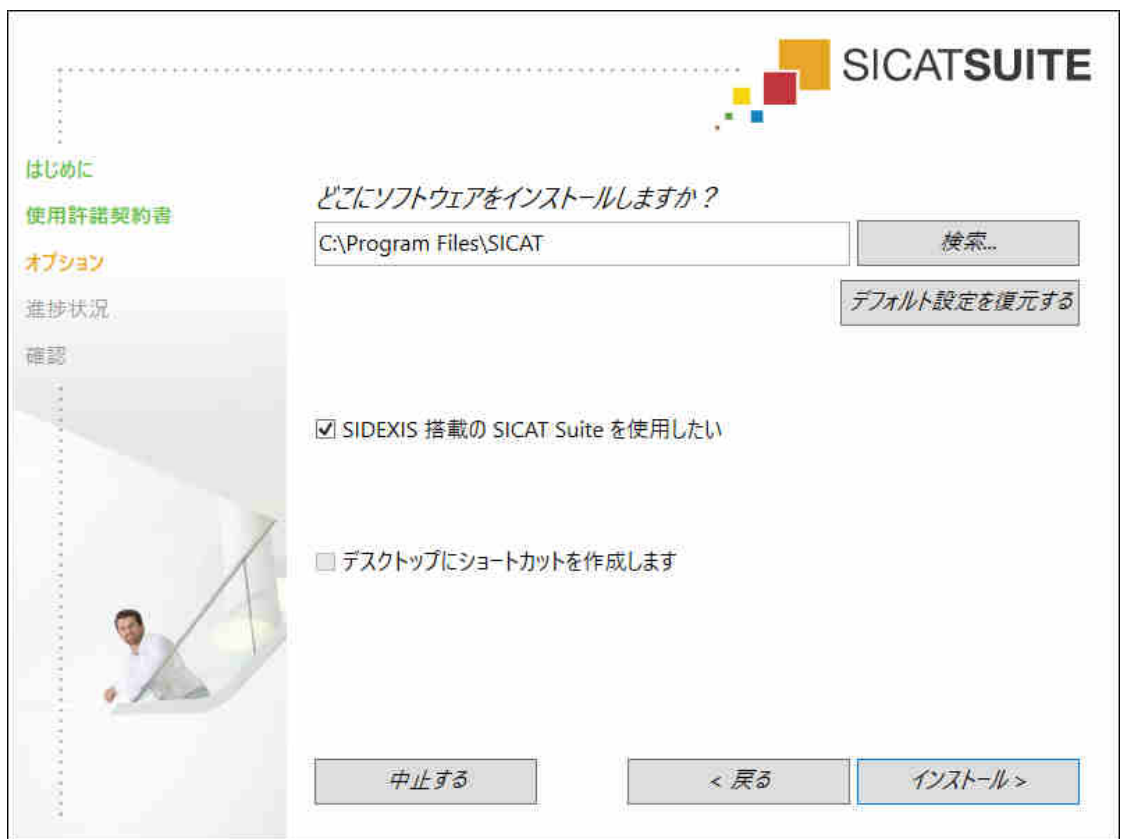 SICATSUITE
はじめに
使用許諾契約書
オプション
進捗状況
確認
どこにソフトウェアをインストールしますか？
C:\Program Files\SICAT
検索...
デフォルト設定を復元する
SIDEXIS 搭載の SICAT Suite を使用したい
デスクトップにショートカットを作成します
中止する
< 戻る
インストール >